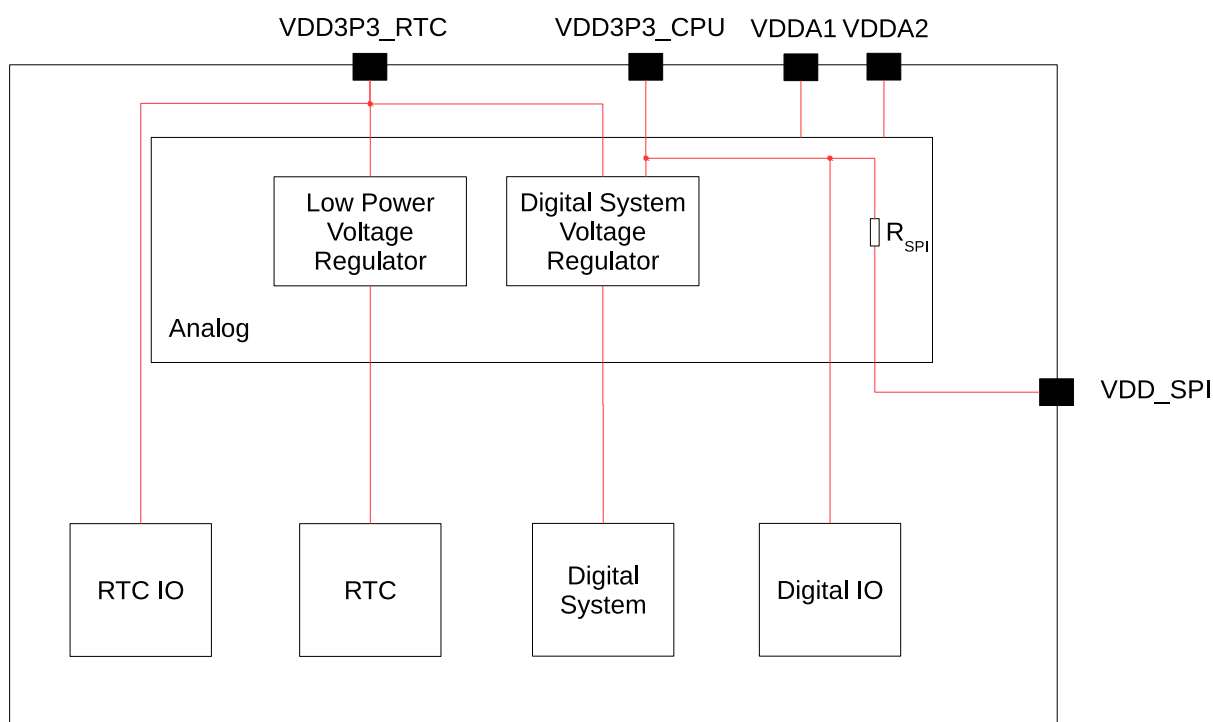 VDD3P3_RTC
VDD3P3_CPU
VDDA1
VDDA2
Low Power
Voltage
Regulator
Digital System
Voltage
Regulator
RSPI
Analog
VDD_SPI
RTC IO
RTC
Digital
System
Digital IO